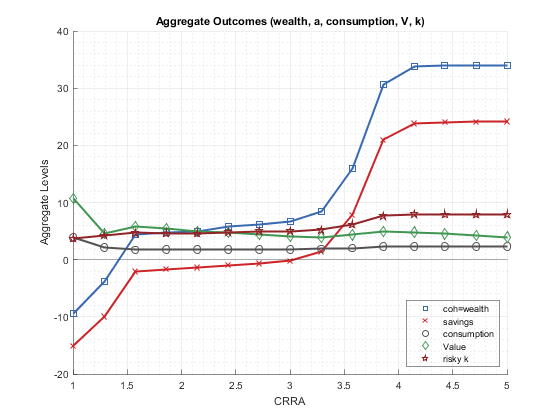 Aggregate Outcomes (wealth, a, consumption, V, k)
40
30
20
10
0
-10
-20
Aggregate Levels
1
1.5
2
2.5
3
3.5
4
4.5
5
CRRA
coh=wealth
savings
consumption
Value
risky k